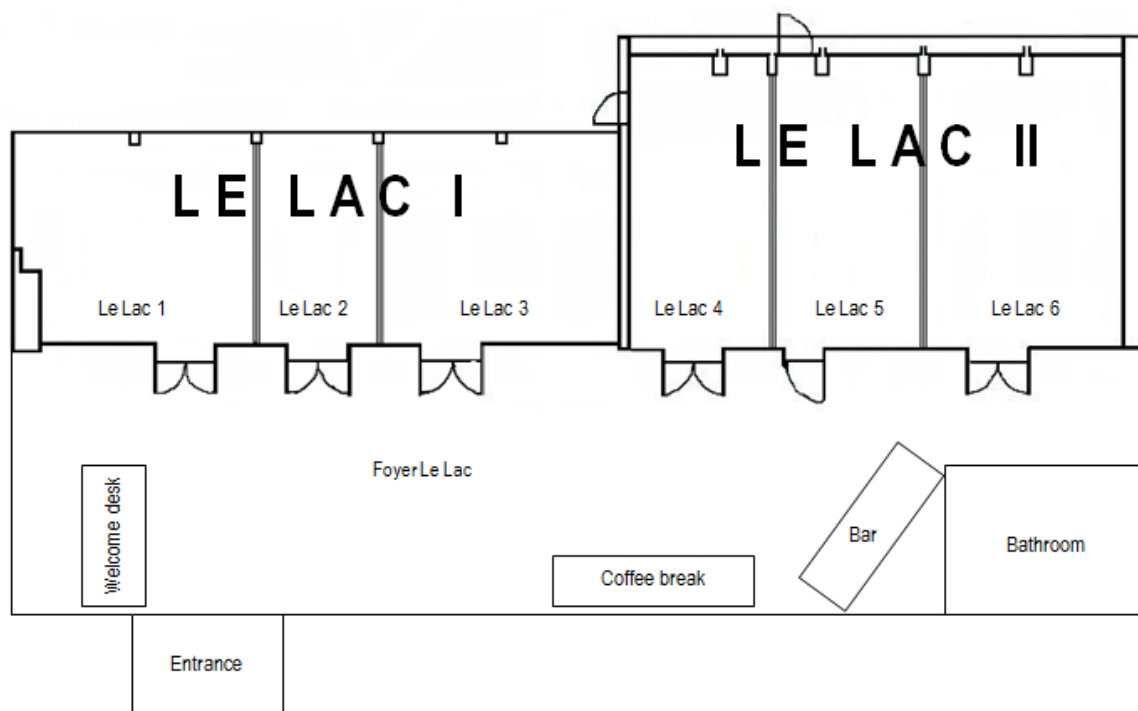 LE LAC II
LE LAC I
Le Lac 1
Le Lac 2
Le Lac 3
Le Lac 4
Le Lac 5
Le Lac 6
Foyer Le Lac
Welcome desk
Bar
Bathroom
Coffee break
Entrance